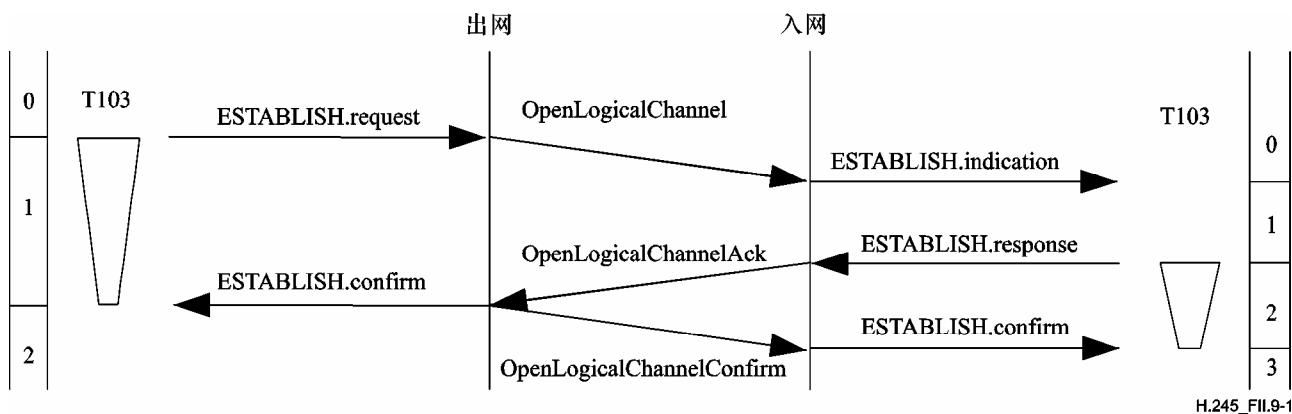 出网 入网
0 T103 ESTABLISH.request OpenLogicalChannel T103
0
ESTABLISH.indication
1 1
OpenLogicalChannelAck ESTABLISH.response
ESTABLISH.confirm
2
ESTABLISH.confirm
2 OpenLogicalChannelConfirm 3
H.245_FII.9-1